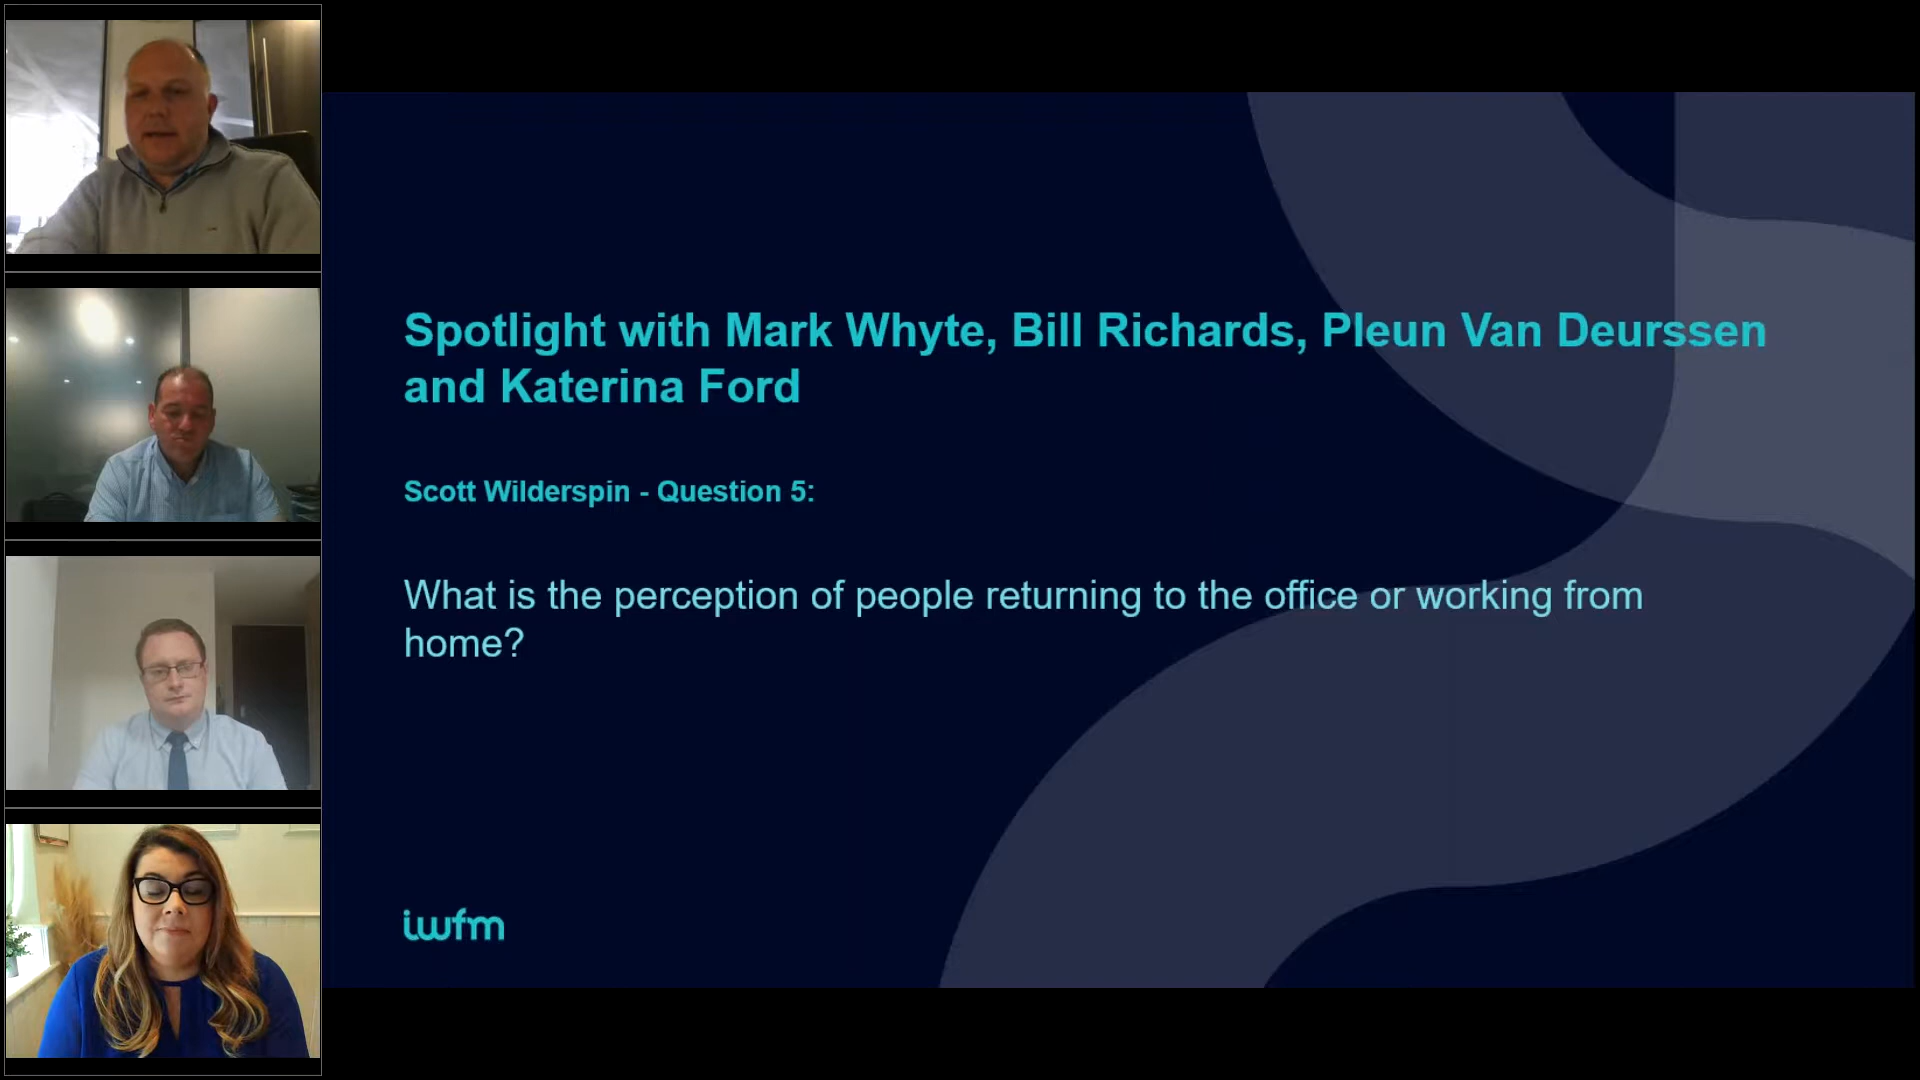 Spotlight with Mark Whyte, Bill Richards, Pleun Van Deurssen
and Katerina Ford
Scott Wilderspin - Question 5:
What is the perception of people returning to the office or working from
home?
iwfm